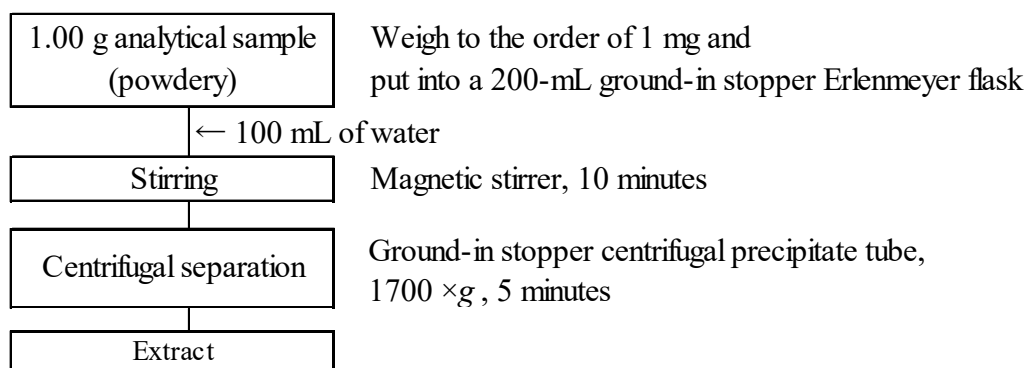 1.00 g analytical sample
(powdery)
Weigh to the order of 1 mg and
put into a 200-mL ground-in stopper Erlenmeyer flask
← 100 mL of water
Stirring
Magnetic stirrer, 10 minutes
Centrifugal separation
Ground-in stopper centrifugal precipitate tube,
1700 ×g , 5 minutes
Extract